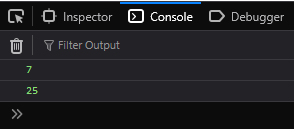 Inspector Console Debugger
Filter Output
7
25